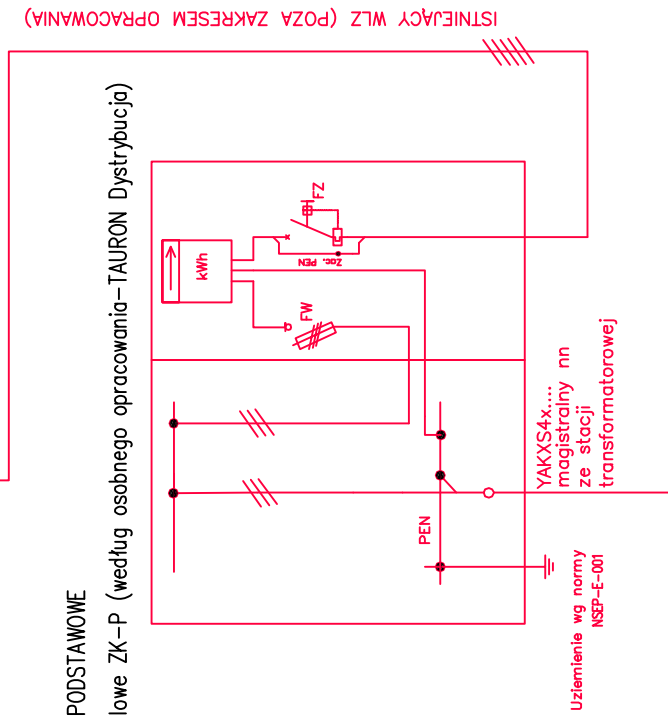 ISTNIEJĄCY WLZ (POZA ZAKRESEM OPRACOWANIA)
PODSTAWOWE
lowe ZK-P (według osobnego opracowania-TAURON Dystrybucja)
kWh
FZ
Zac. PEN
FW
PEN
YAKXS4x....
magistralny nn
ze stacji
transformatorowej
Uziemienie wg normy
NSEP-E-001